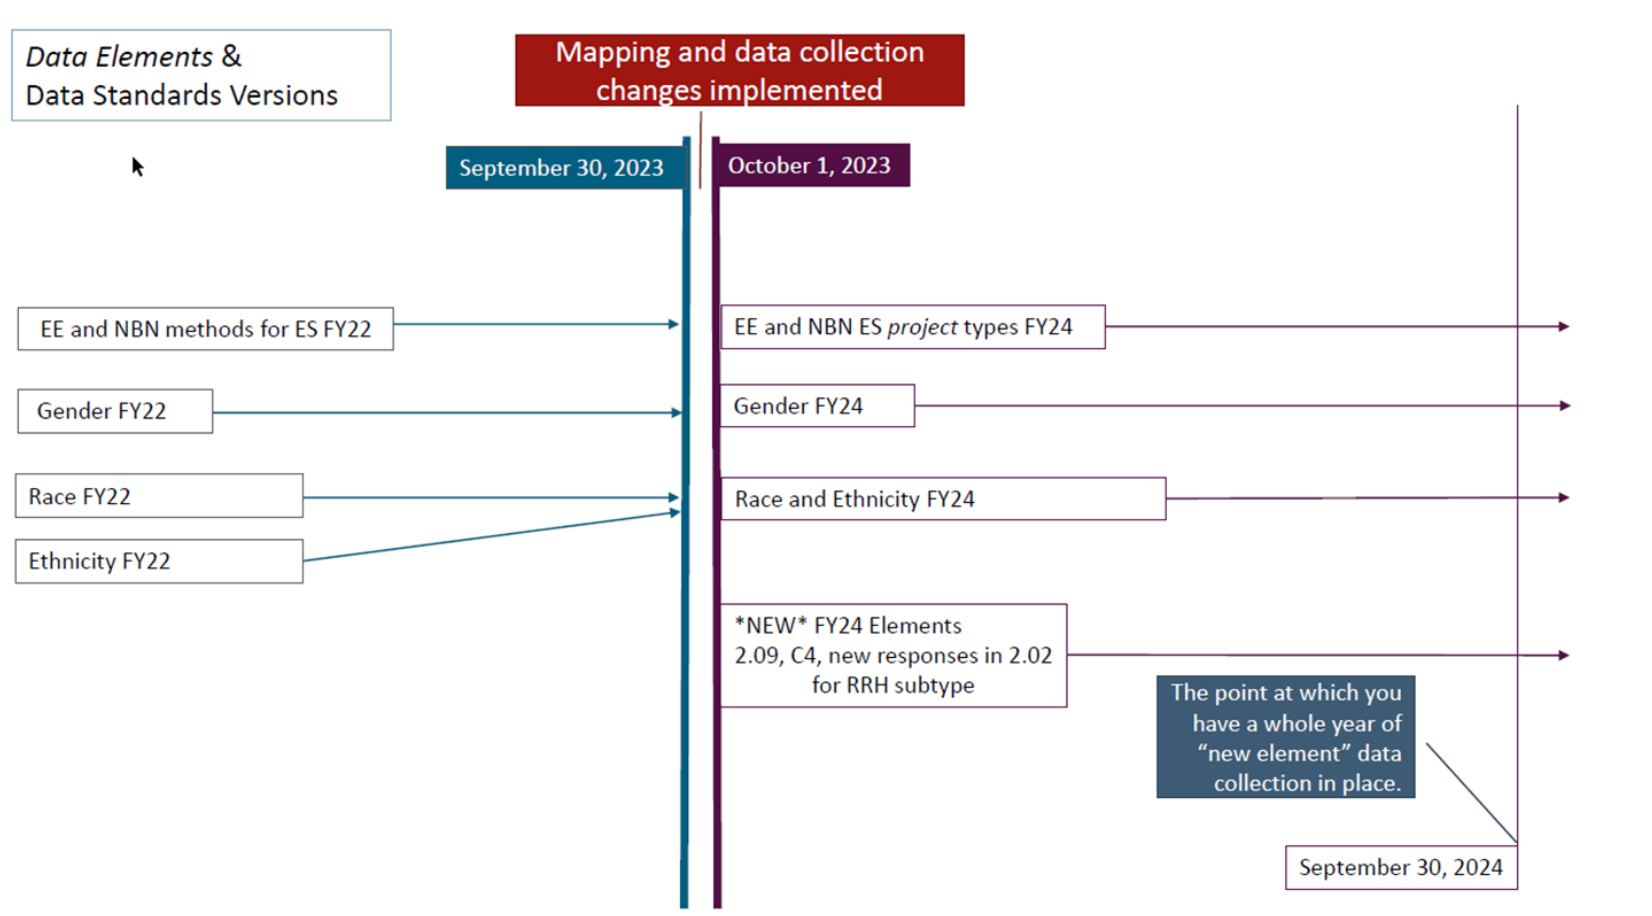 Data Elements &
Data Standards Versions
Mapping and data collection
changes implemented
September 30, 2023
October 1, 2023
EE and NBN methods for ES FY22
EE and NBN ES project types FY24
Gender FY22
Gender FY24
Race FY22
Race and Ethnicity FY24
Ethnicity FY22
*NEW* FY24 Elements
2.09, C4, new responses in 2.02
for RRH subtype
The point at which you
have a whole year of
“new element” data
collection in place.
September 30, 2024